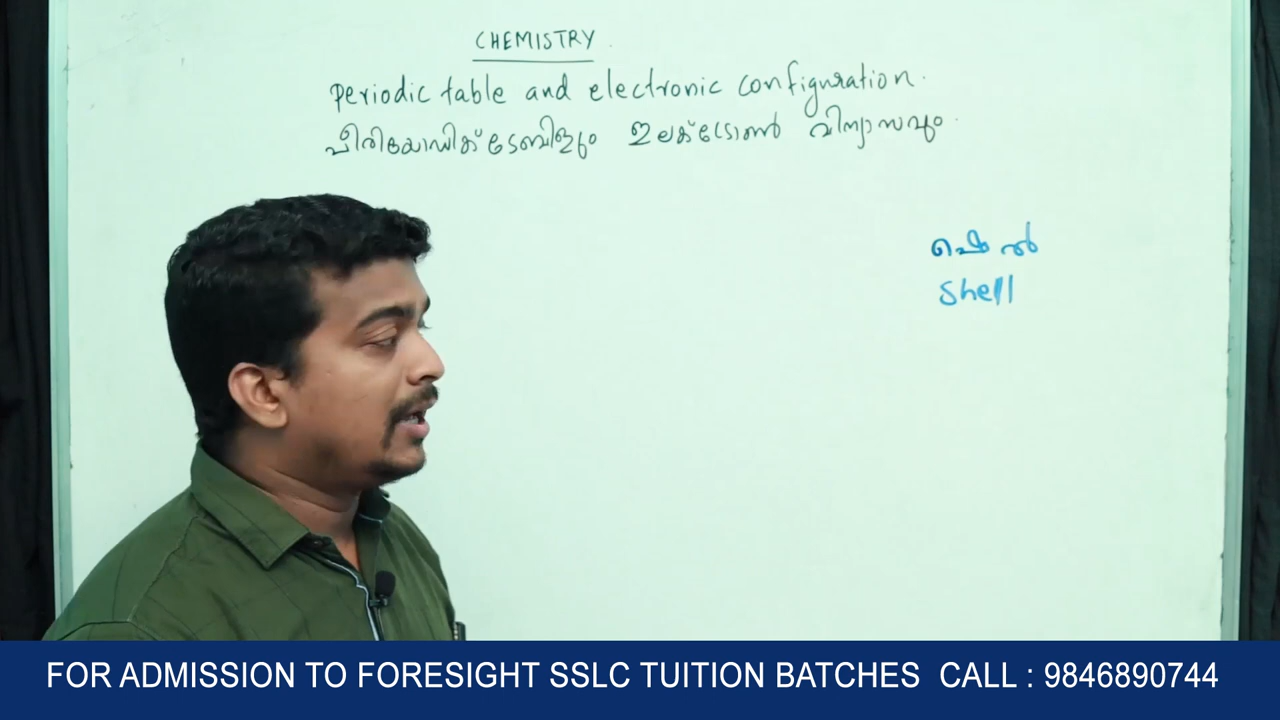 CHEMISTRY.
Periodic table and electronic configuration.
പീരിയോഡിക് ടേബിളും ഇലക്ട്രോൺ വിന്യാസവും.
ഷെൽ
Shell
FOR ADMISSION TO FORESIGHT SSLC TUITION BATCHES CALL : 9846890744